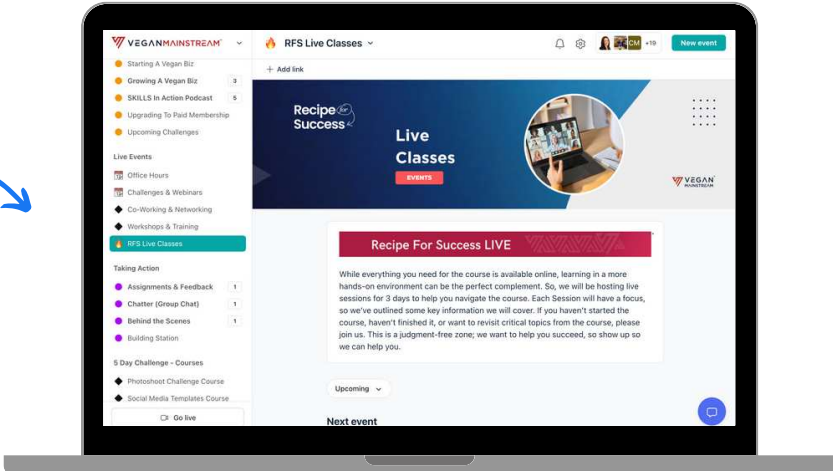 VEGANMAINSTREAM
Starting A Vegan Biz
Growing A Vegan Biz 3
SKILLS In Action Podcast 5
Upgrading To Paid Membership
Upcoming Challenges
Live Events
Office Hours
Challenges & Webinars
Co-Working & Networking
Workshops & Training
RFS Live Classes
Taking Action
Assignments & Feedback 1
Chatter (Group Chat) 1
Behind the Scenes 1
Building Station
5 Day Challenge - Courses
Photoshoot Challenge Course
Social Media Templates Course
Go live
RFS Live Classes
CM +19 New event
+ Add link
Recipe for
Success
Live
Classes
EVENTS
VEGAN
MAINSTREAM
Recipe For Success LIVE
While everything you need for the course is available online, learning in a more
hands-on environment can be the perfect complement. So, we will be hosting live
sessions for 3 days to help you navigate the course. Each Session will have a focus,
so we've outlined some key information we will cover. If you haven't started the
course, haven't finished it, or want to revisit critical topics from the course, please
join us. This is a judgment-free zone; we want to help you succeed, so show up so
we can help you.
Upcoming
Next event